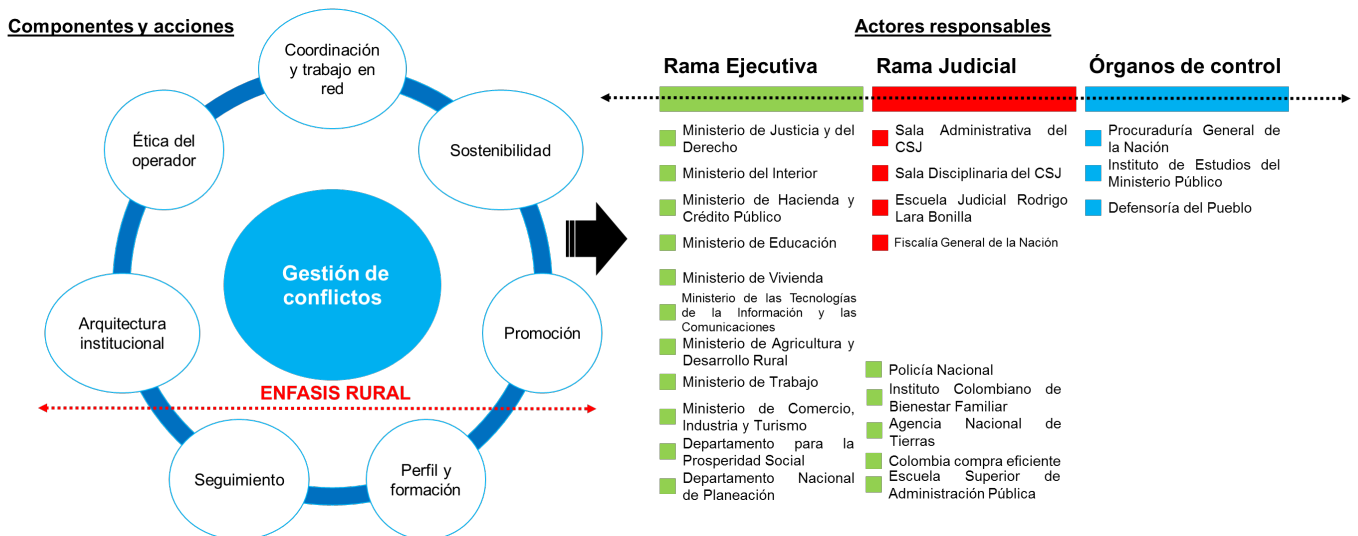 Componentes y acciones
Coordinación
y trabajo en
red
Ética del
operador
Sostenibilidad
Gestión de
conflictos
Arquitectura
institucional
Promoción
ENFASIS RURAL
Seguimiento
Perfil y
formación
Actores responsables
Rama Ejecutiva
Ministerio de Justicia y del
Derecho
Ministerio del Interior
Ministerio de Hacienda y
Crédito Público
Ministerio de Educación
Ministerio de Vivienda
Ministerio de las Tecnologías
de la Información y las
Comunicaciones
Ministerio de Agricultura y
Desarrollo Rural
Ministerio de Trabajo
Ministerio de Comercio,
Industria y Turismo
Departamento para la
Prosperidad Social
Departamento Nacional
de Planeación
Rama Judicial
Sala Administrativa del
CSJ
Sala Disciplinaria del CSJ
Escuela Judicial Rodrigo
Lara Bonilla
Fiscalía General de la Nación
Policía Nacional
Instituto Colombiano de
Bienestar Familiar
Agencia Nacional de
Tierras
Colombia compra eficiente
Escuela Superior de
Administración Pública
Órganos de control
Procuraduría General de
la Nación
Instituto de Estudios del
Ministerio Público
Defensoría del Pueblo